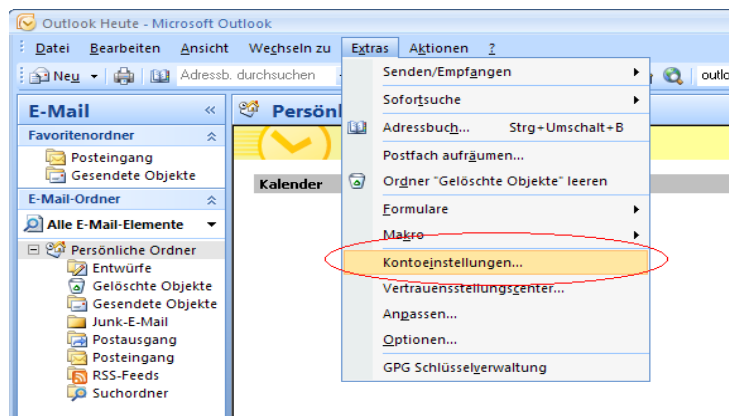 Outlook Heute - Microsoft Outlook
Datei Bearbeiten Ansicht Wechseln zu Extras Aktionen ?
Neu Adressb. durchsuchen outlo
E-Mail «
Favoritenordner
Posteingang
Gesendete Objekte
E-Mail-Ordner
Alle E-Mail-Elemente
Persönliche Ordner
Entwürfe
Gelöschte Objekte
Gesendete Objekte
Junk-E-Mail
Postausgang
Posteingang
RSS-Feeds
Suchordner
Persönl
Kalender
Senden/Empfangen
Sofortsuche
Adressbuch... Strg+Umschalt+B
Postfach aufräumen...
Ordner "Gelöschte Objekte" leeren
Formulare
Makro
Kontoeinstellungen...
Vertrauensstellungscenter...
Anpassen...
Optionen...
GPG Schlüsselverwaltung